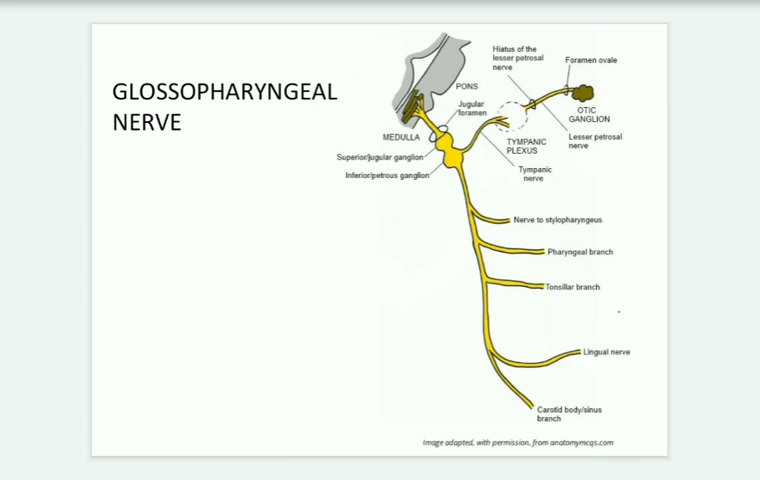 GLOSSOPHARYNGEAL
NERVE
Hiatus of the
lesser petrosal
nerve
Foramen ovale
PONS
Jugular
foramen
OTIC
GANGLION
MEDULLA
Lesser petrosal
nerve
TYMPANIC
PLEXUS
Superior/jugular ganglion
Inferior/petrous ganglion
Tympanic
nerve
Nerve to stylopharyngeus
Pharyngeal branch
Tonsillar branch
Lingual nerve
Carotid body/sinus
branch
Image adapted, with permission, from anatomymcqs.com